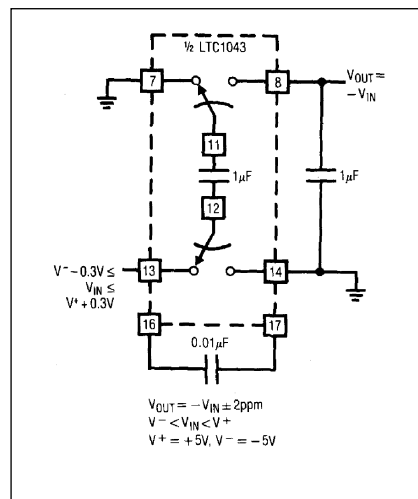 ½ LTC1043
7
8
VOUT=
−VIN
11
1µF
1µF
12
V⁻−0.3V≤
VIN≤
V⁺+0.3V
13
14
16
17
0.01µF
VOUT=−VIN±2ppm
V⁻<VIN<V⁺
V⁺=+5V, V⁻=−5V